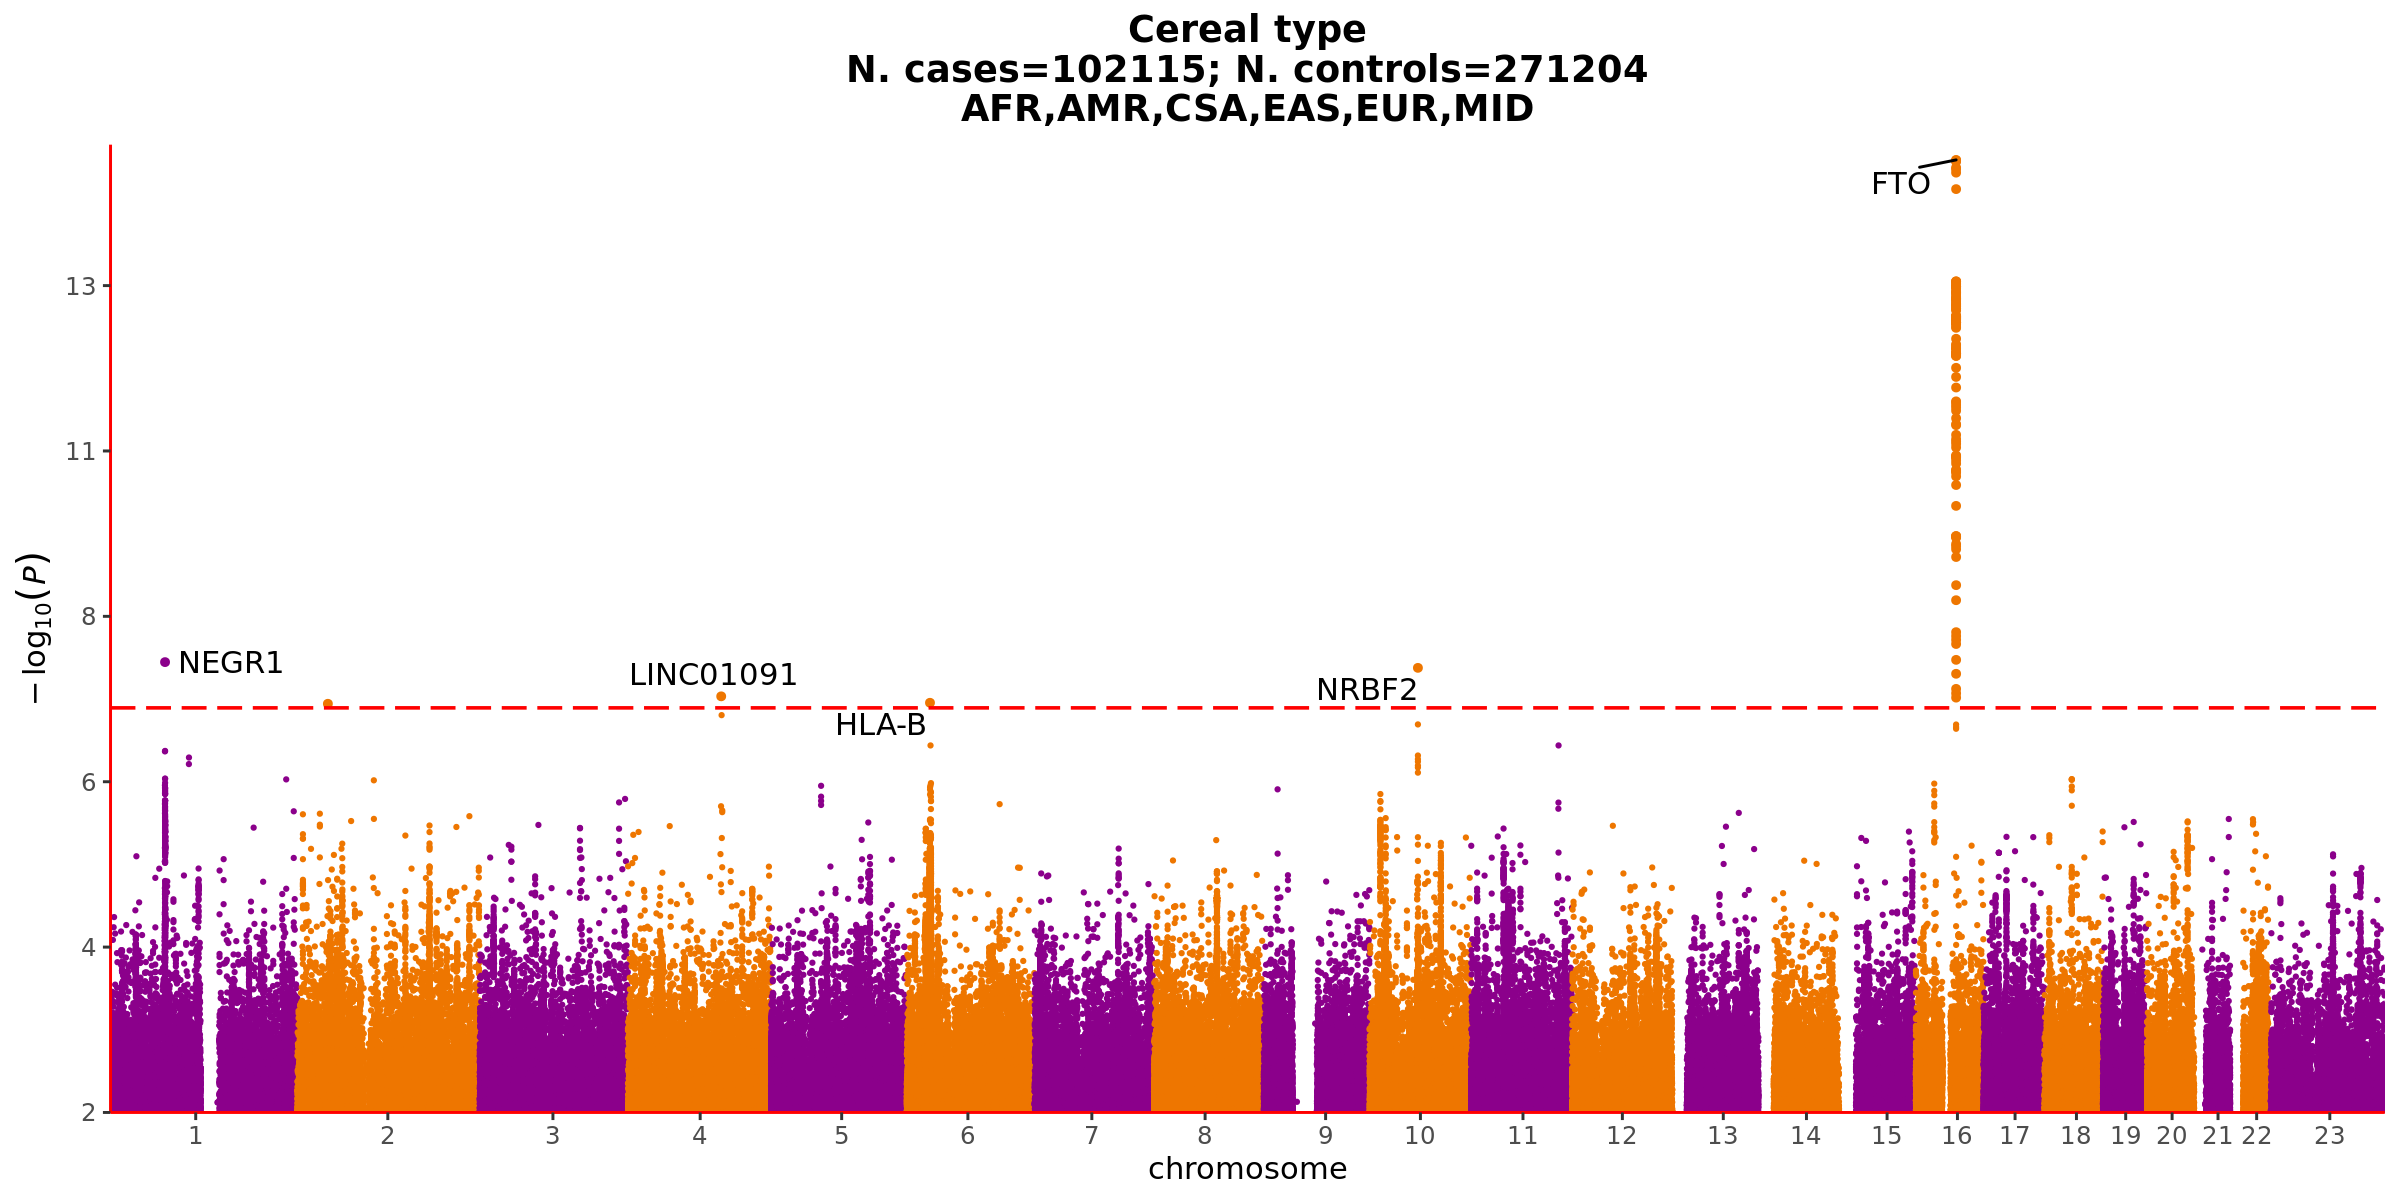 Cereal type
N. cases=102115; N. controls=271204
AFR,AMR,CSA,EAS,EUR,MID
FTO
13
11
8
NEGR1
LINC01091
NRBF2
HLA-B
6
4
2
−log10(P)
1 2 3 4 5 6 7 8 9 10 11 12 13 14 15 16 17 18 19 20 21 22 23
chromosome